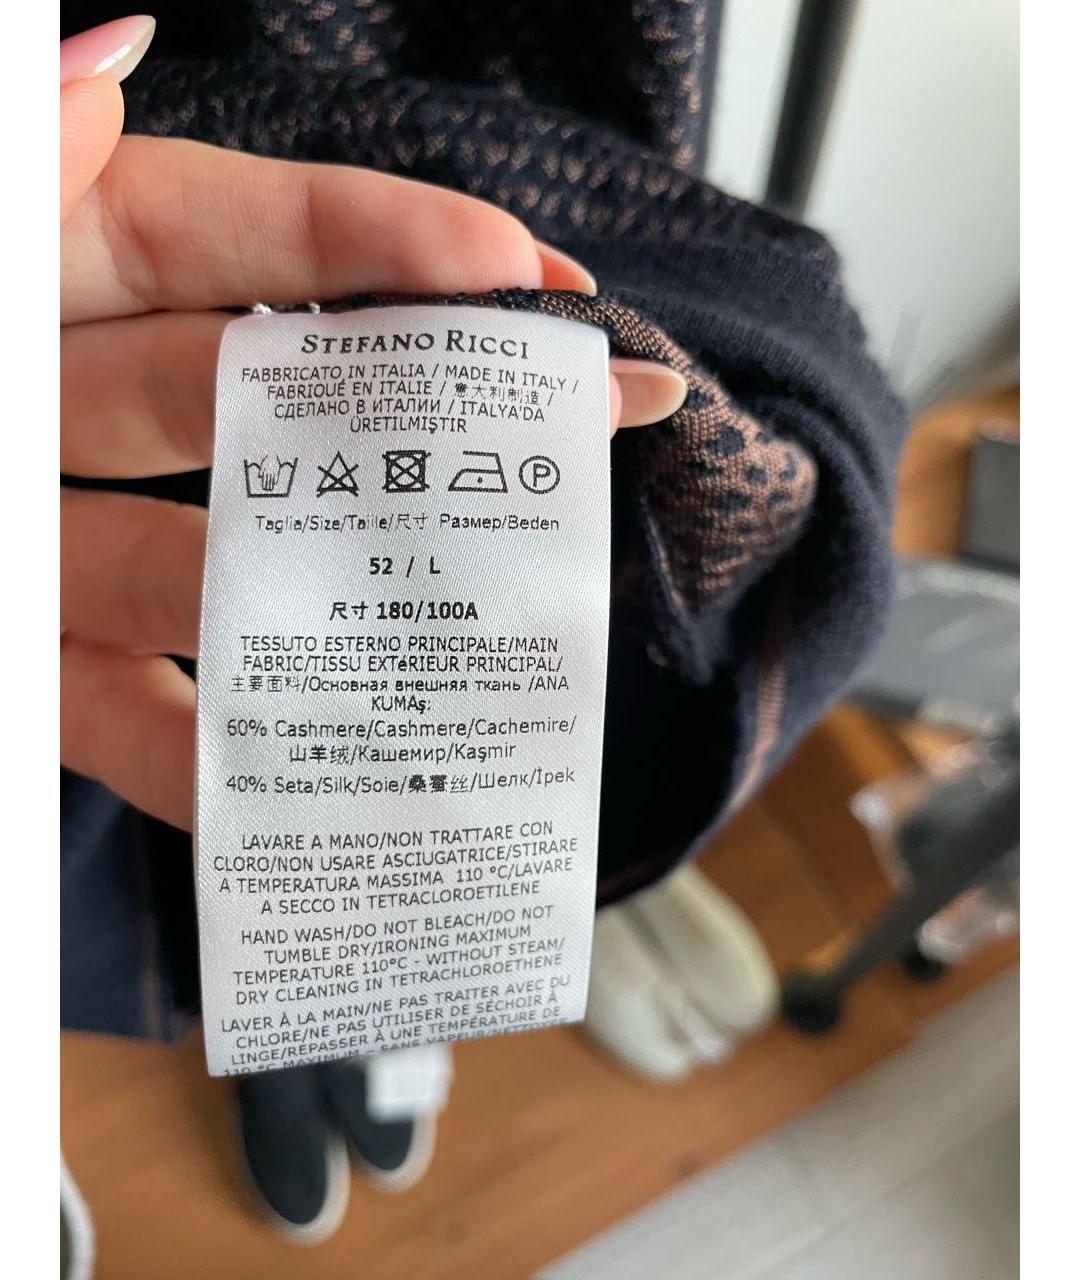 STEFANO RICCI
FABBRICATO IN ITALIA / MADE IN ITALY /
FABRIQUÉ EN ITALIE / 意大利制造 /
СДЕЛАНО В ИТАЛИИ / ITALYA'DA
ÜRETILMIŞTIR
P
Taglia/Size/Taille/尺寸 Размер/Beden
52 / L
尺寸 180/100A
TESSUTO ESTERNO PRINCIPALE/MAIN
FABRIC/TISSU EXTéRIEUR PRINCIPAL/
主要面料/Основная внешняя ткань /ANA
KUMAş:
60% Cashmere/Cashmere/Cachemire/
山羊绒/Кашемир/Kaşmir
40% Seta/Silk/Soie/桑蚕丝/Шелк/İpek
LAVARE A MANO/NON TRATTARE CON
CLORO/NON USARE ASCIUGATRICE/STIRARE
A TEMPERATURA MASSIMA 110 °C/LAVARE
A SECCO IN TETRACLOROETILENE
HAND WASH/DO NOT BLEACH/DO NOT
TUMBLE DRY/IRONING MAXIMUM
TEMPERATURE 110°C - WITHOUT STEAM/
DRY CLEANING IN TETRACHLOROETHENE
LAVER À LA MAIN/NE PAS TRAITER AVEC DU
CHLORE/NE PAS UTILISER DE SÉCHOIR À
LINGE/REPASSER À UNE TEMPÉRATURE DE
110 °C MAXIMUM - SANS VAPEUR/NETTOYER